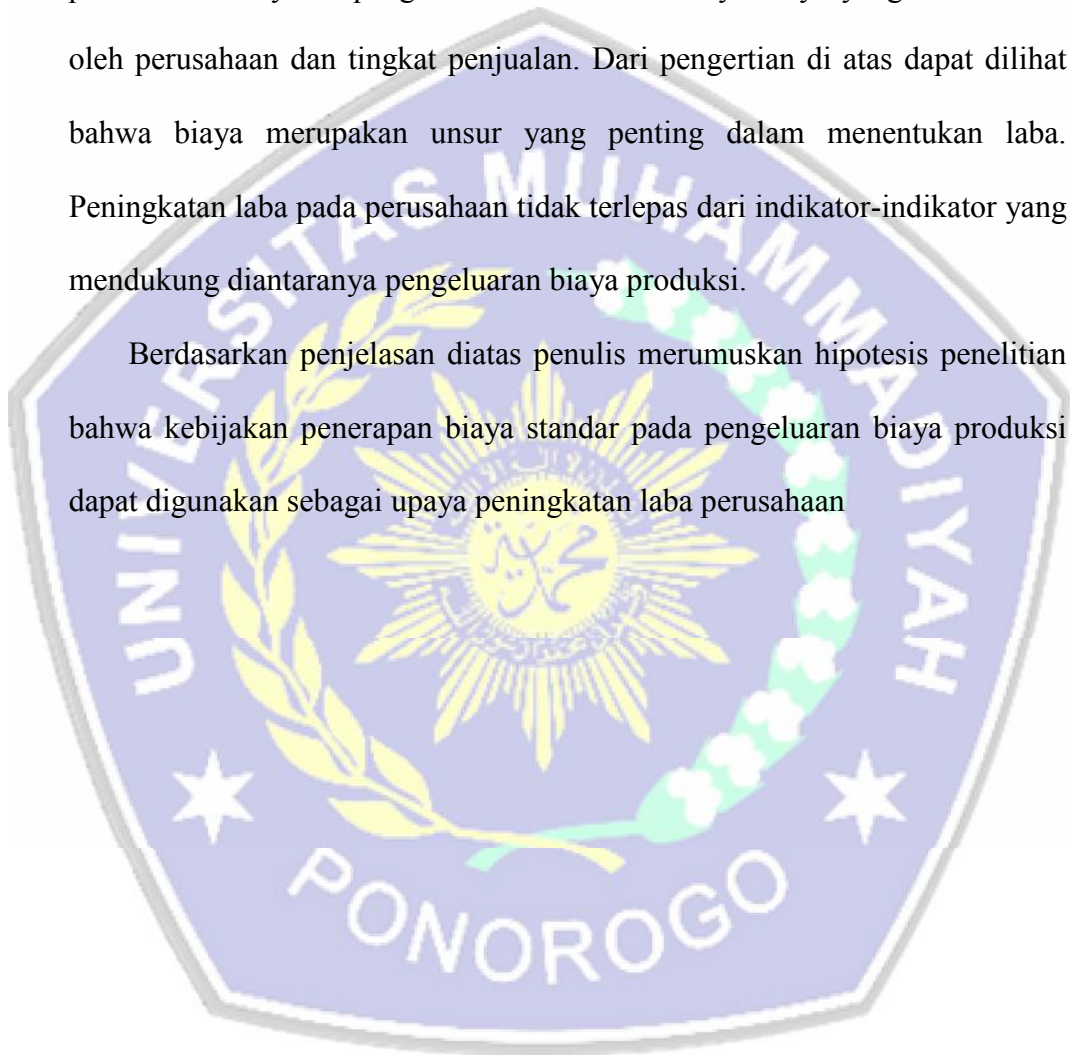 oleh perusahaan dan tingkat penjualan. Dari pengertian di atas dapat dilihat
bahwa biaya merupakan unsur yang penting dalam menentukan laba.
Peningkatan laba pada perusahaan tidak terlepas dari indikator-indikator yang
mendukung diantaranya pengeluaran biaya produksi.
Berdasarkan penjelasan diatas penulis merumuskan hipotesis penelitian
bahwa kebijakan penerapan biaya standar pada pengeluaran biaya produksi
dapat digunakan sebagai upaya peningkatan laba perusahaan
UNIVERSITAS MUHAMMADIYAH
محمدية
PONOROGO